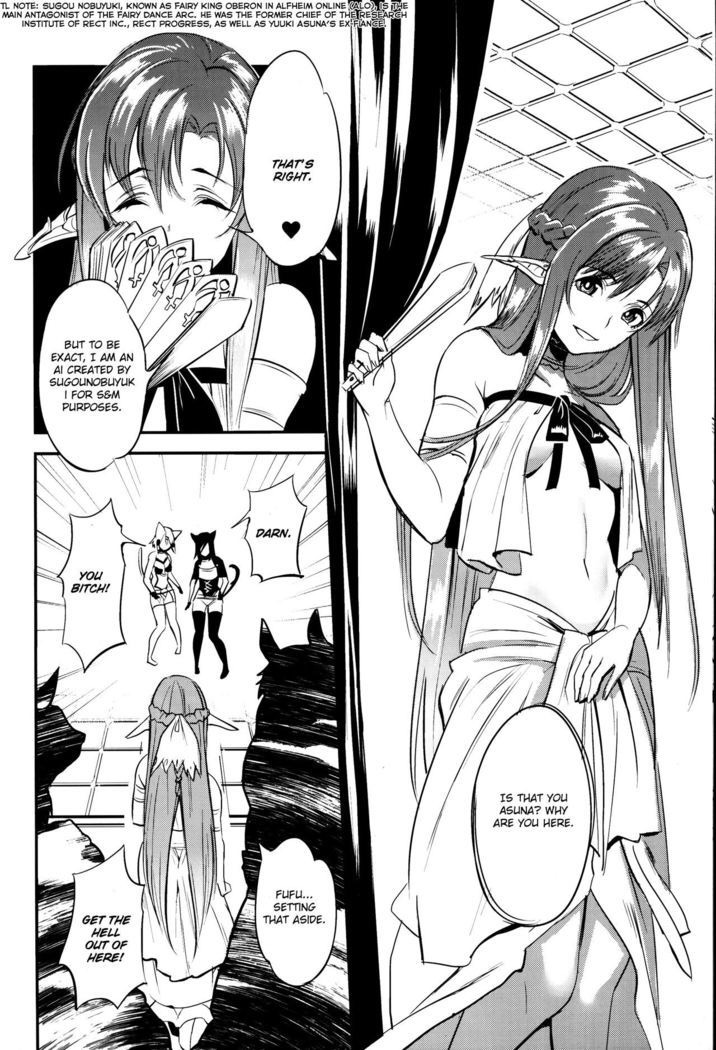 TL NOTE: SUGOU NOBUYUKI, KNOWN AS FAIRY KING OBERON IN ALFHEIM ONLINE (ALO), IS THE
MAIN ANTAGONIST OF THE FAIRY DANCE ARC. HE WAS THE FORMER CHIEF OF THE RESEARCH
INSTITUTE OF RECT INC., RECT PROGRESS, AS WELL AS YUUKI ASUNA'S EX-FIANCE.
IS THAT YOU
ASUNA? WHY
ARE YOU HERE.
THAT'S
RIGHT.
♥
BUT TO BE
EXACT, I AM AN
AI CREATED BY
SUGOUNOBUYUK
I FOR S&M
PURPOSES.
DARN.
YOU
BITCH!
FUFU...
SETTING
THAT ASIDE.
GET THE
HELL
OUT OF
HERE!